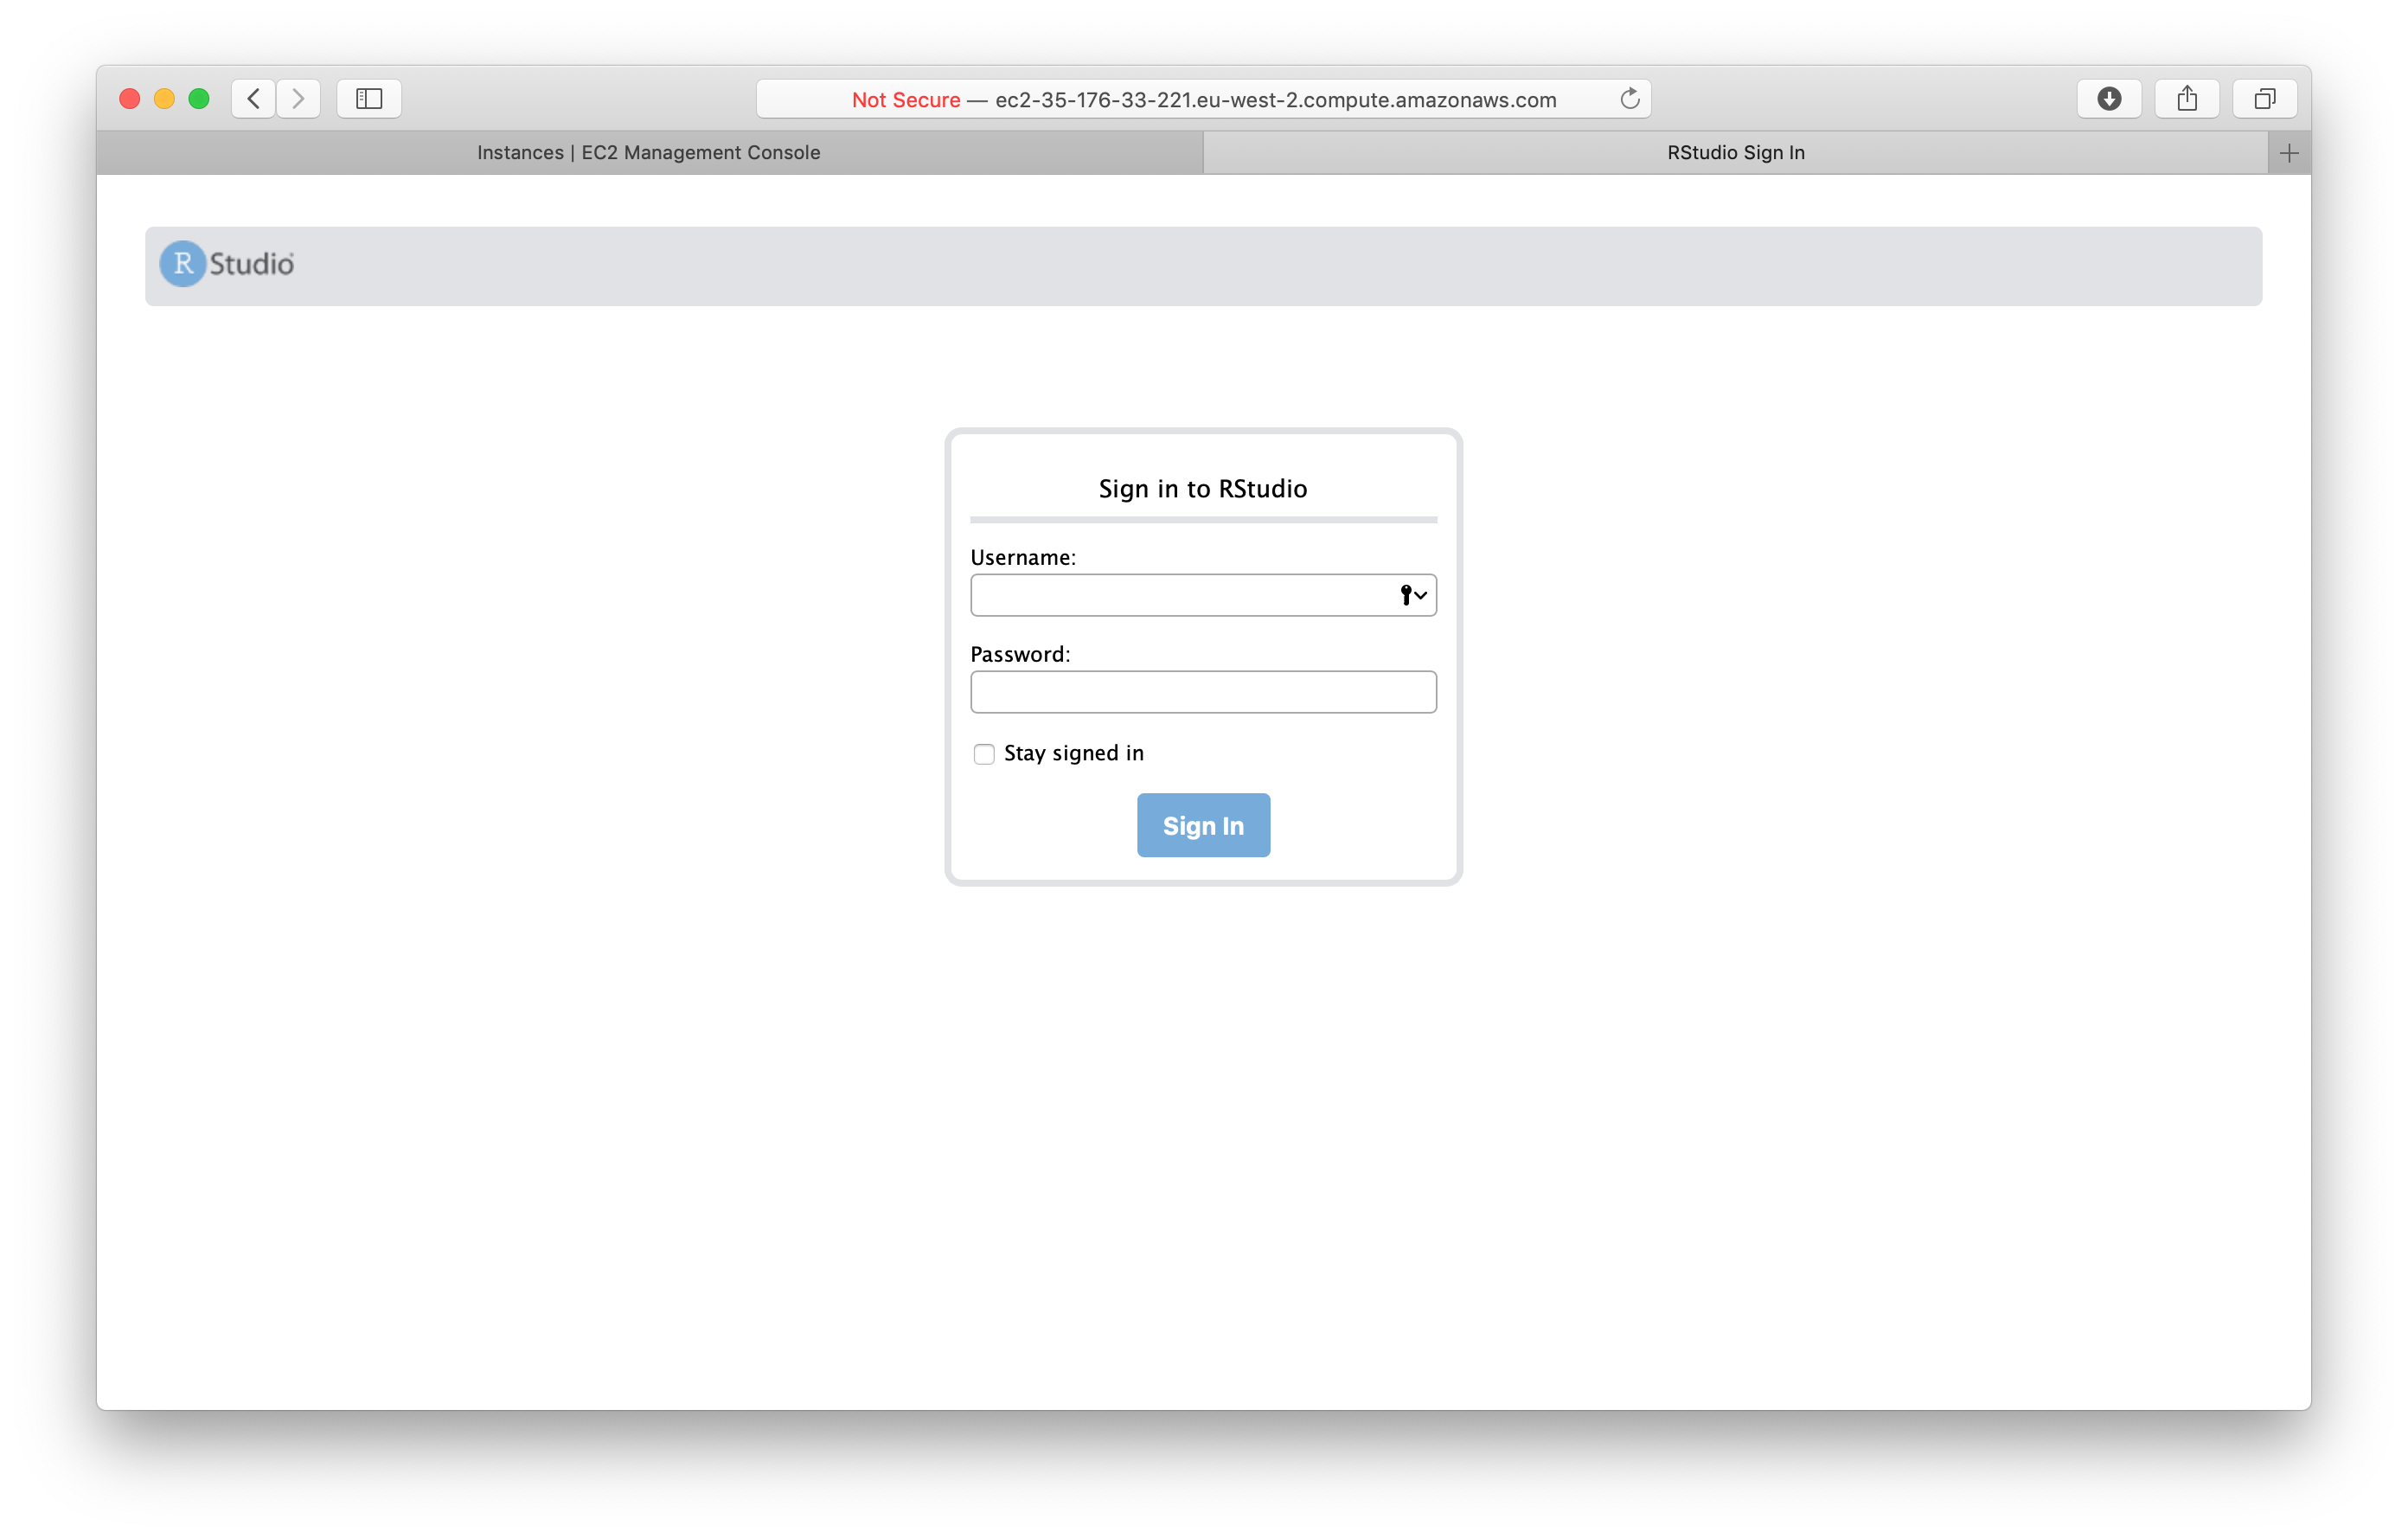 Not Secure — ec2-35-176-33-221.eu-west-2.compute.amazonaws.com
Instances | EC2 Management Console
RStudio Sign In
R Studio
Sign in to RStudio
Username:
Password:
Stay signed in
Sign In